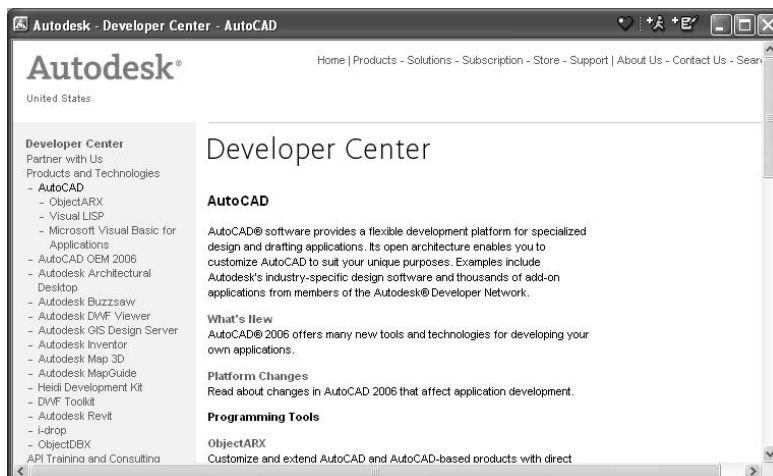 Autodesk - Developer Center - AutoCAD
Autodesk®
Home | Products - Solutions - Subscription - Store - Support | About Us - Contact Us - Sear
United States
Developer Center
Partner with Us
Products and Technologies
- AutoCAD
- ObjectARX
- Visual LISP
- Microsoft Visual Basic for
Applications
- AutoCAD OEM 2006
- Autodesk Architectural
Desktop
- Autodesk Buzzsaw
- Autodesk DWF Viewer
- Autodesk GIS Design Server
- Autodesk Inventor
- Autodesk Map 3D
- Autodesk MapGuide
- Heidi Development Kit
- DWF Toolkit
- Autodesk Revit
- i-drop
- ObjectDBX
API Training and Consulting
Developer Center
AutoCAD
AutoCAD® software provides a flexible development platform for specialized
design and drafting applications. Its open architecture enables you to
customize AutoCAD to suit your unique purposes. Examples include
Autodesk's industry-specific design software and thousands of add-on
applications from members of the Autodesk® Developer Network.
What's New
AutoCAD® 2006 offers many new tools and technologies for developing your
own applications.
Platform Changes
Read about changes in AutoCAD 2006 that affect application development.
Programming Tools
ObjectARX
Customize and extend AutoCAD and AutoCAD-based products with direct